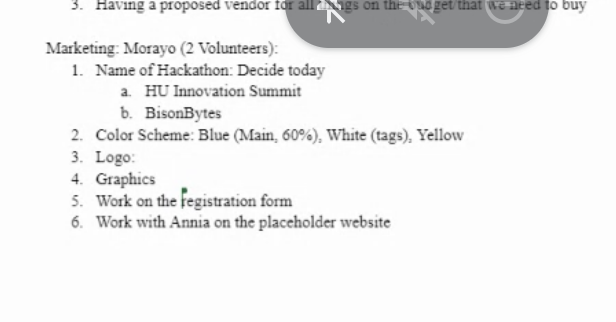 3. Having a proposed vendor for all things on the budget that we need to buy
Marketing: Morayo (2 Volunteers):
1. Name of Hackathon: Decide today
a. HU Innovation Summit
b. BisonBytes
2. Color Scheme: Blue (Main, 60%), White (tags), Yellow
3. Logo:
4. Graphics
5. Work on the registration form
6. Work with Annia on the placeholder website